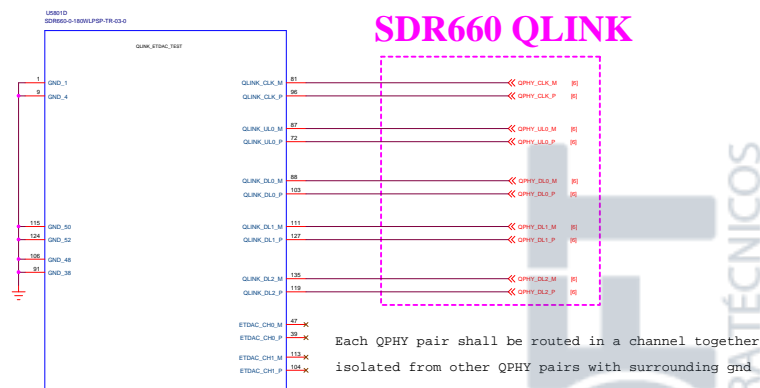 U5801D
SDR660-0-180WLPSP-TR-03-0
SDR660 QLINK
QLINK_ETDAC_TEST
1 GND_1 QLINK_CLK_M 81 QPHY_CLK_M [6]
9 GND_4 QLINK_CLK_P 96 QPHY_CLK_P [6]
QLINK_UL0_M 87 QPHY_UL0_M [6]
QLINK_UL0_P 72 QPHY_UL0_P [6]
QLINK_DL0_M 88 QPHY_DL0_M [6]
QLINK_DL0_P 103 QPHY_DL0_P [6]
115 GND_50 QLINK_DL1_M 111 QPHY_DL1_M [6]
124 GND_52 QLINK_DL1_P 127 QPHY_DL1_P [6]
106 GND_48
91 GND_38
QLINK_DL2_M 135 QPHY_DL2_M [6]
QLINK_DL2_P 119 QPHY_DL2_P [6]
ETDAC_CH0_M 47
ETDAC_CH0_P 39
ETDAC_CH1_M 113
ETDAC_CH1_P 104
Each QPHY pair shall be routed in a channel together
isolated from other QPHY pairs with surrounding gnd
TÉCNICOS